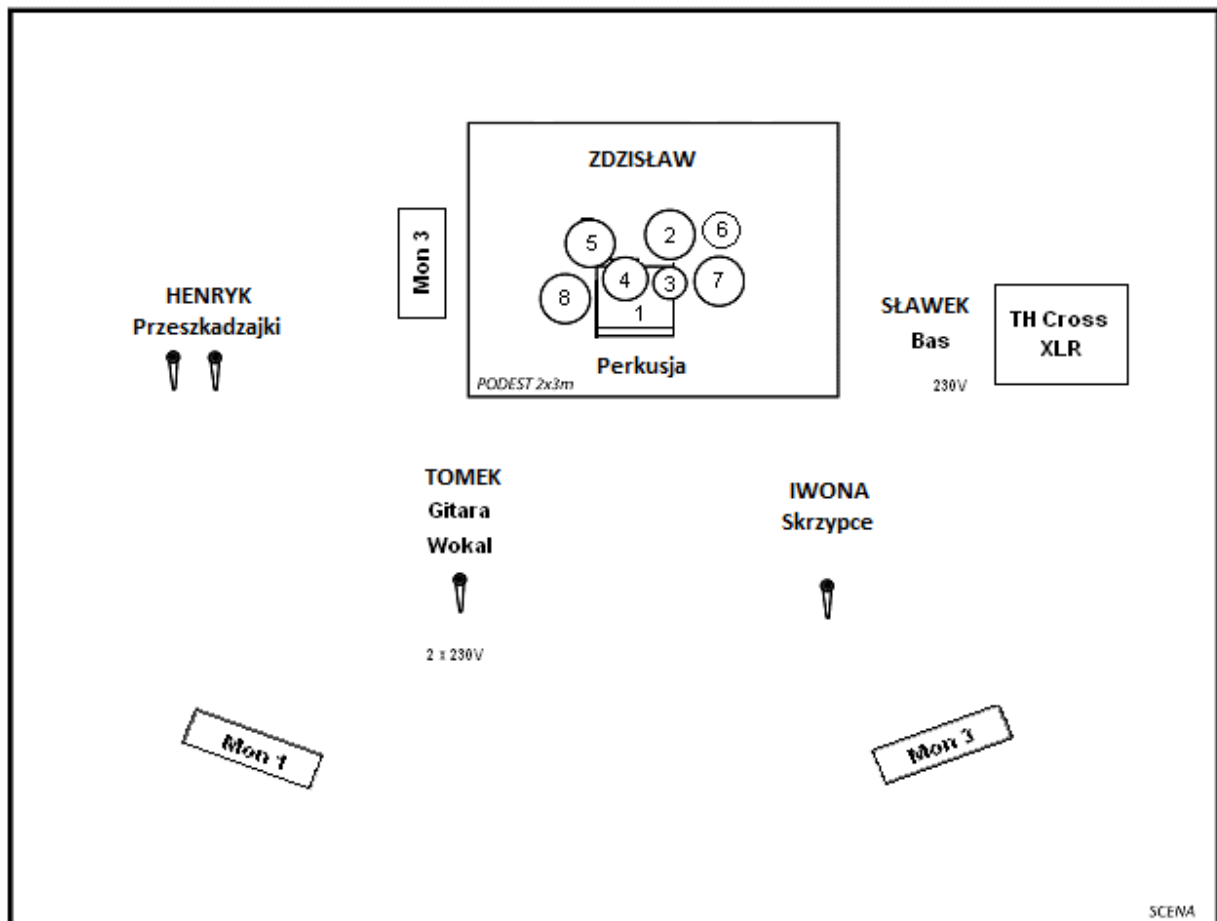 ZDZISŁAW
5
2
6
4
3
7
8
1
Perkusja
PODEST 2x3m
Mon 3
HENRYK
Przeszkadzajki
SŁAWEK
Bas
230V
TH Cross
XLR
TOMEK
Gitara
Wokal
2 x 230V
IWONA
Skrzypce
Mon 1
Mon 3
SCENA